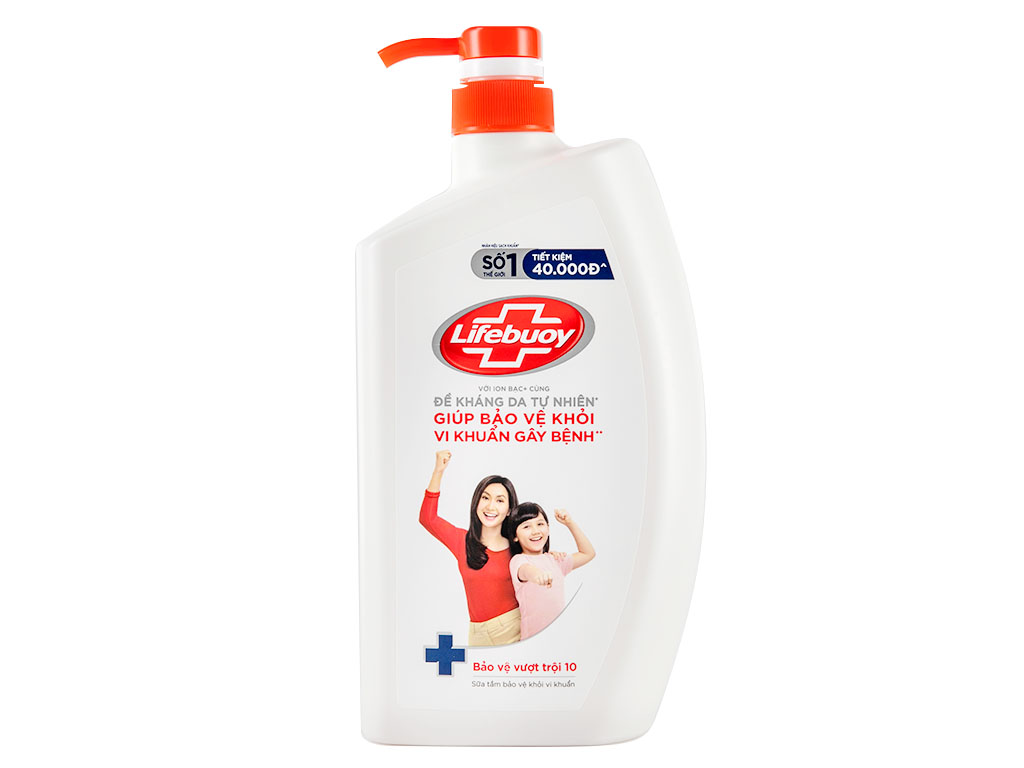 NHÃN HIỆU SẠCH KHUẨN*
SỐ 1
THẾ GIỚI
TIẾT KIỆM
40.000Đ^
Lifebuoy
VỚI ION BẠC+ CÙNG
ĐỀ KHÁNG DA TỰ NHIÊN*
GIÚP BẢO VỆ KHỎI
VI KHUẨN GÂY BỆNH**
Bảo vệ vượt trội 10
Sữa tắm bảo vệ khỏi vi khuẩn